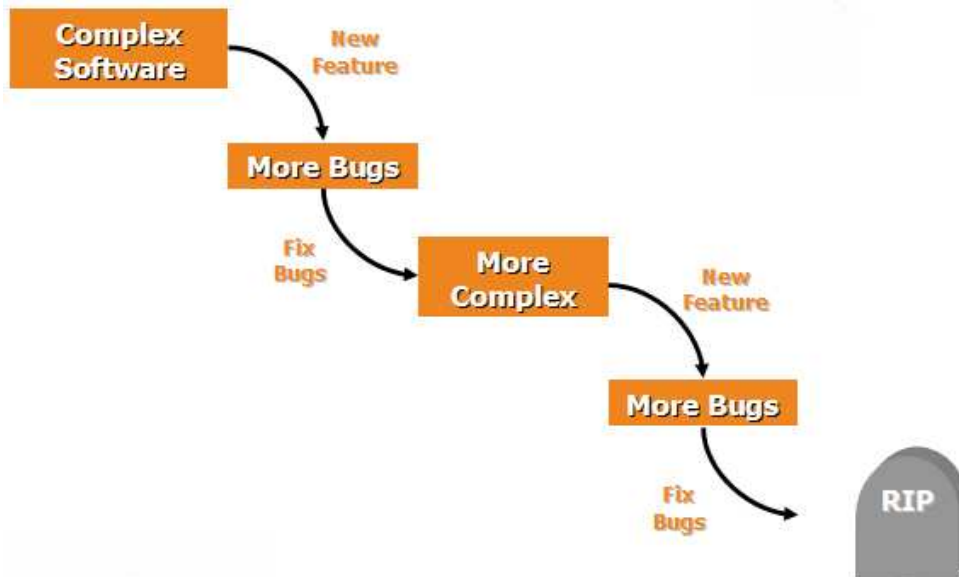 Complex
Software
New
Feature
More Bugs
Fix
Bugs
More
Complex
New
Feature
More Bugs
Fix
Bugs
RIP